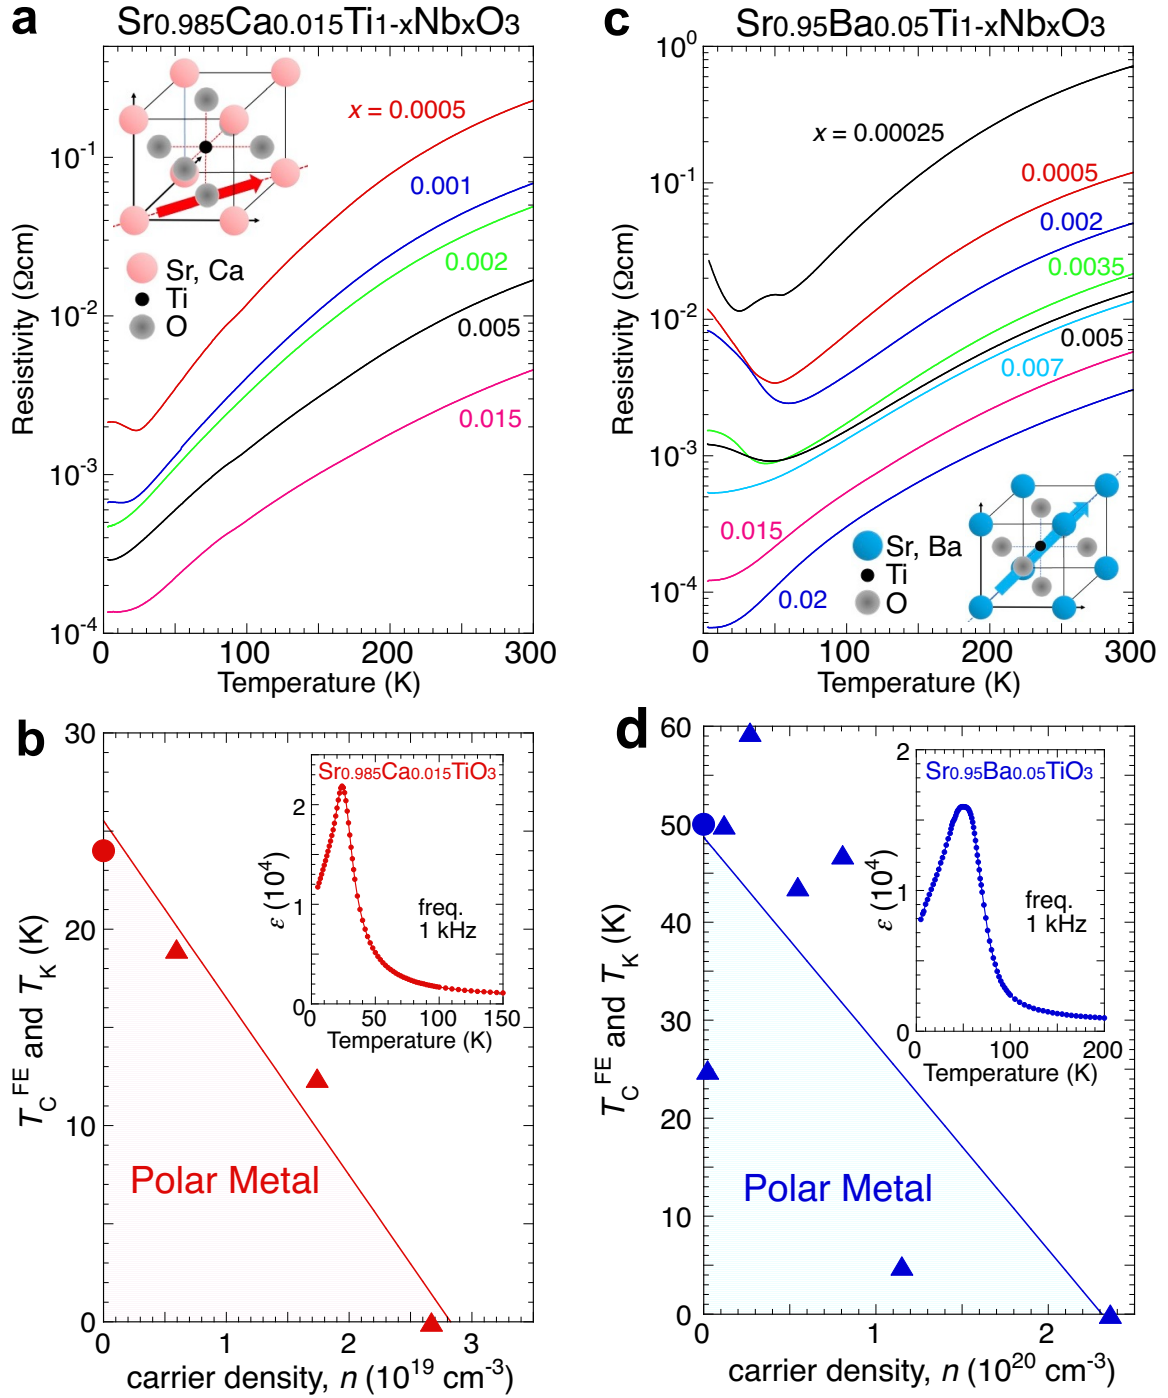 a
Sr0.985Ca0.015Ti1-xNbxO3
x = 0.0005
0.001
0.002
0.005
0.015
Sr, Ca
Ti
O
Resistivity (Ωcm)
10-1
10-2
10-3
10-4
0 100 200 300
Temperature (K)
c
Sr0.95Ba0.05Ti1-xNbxO3
x = 0.00025
0.0005
0.002
0.0035
0.005
0.007
0.015
0.02
Sr, Ba
Ti
O
Resistivity (Ωcm)
100
10-1
10-2
10-3
10-4
0 100 200 300
Temperature (K)
b
TCFE and TK (K)
30
20
10
0
0 1 2 3
carrier density, n (1019 cm-3)
Polar Metal
Sr0.985Ca0.015TiO3
ε (104)
2
1
0
freq.
1 kHz
0 50 100 150
Temperature (K)
d
TCFE and TK (K)
60
50
40
30
20
10
0
0 1 2
carrier density, n (1020 cm-3)
Polar Metal
Sr0.95Ba0.05TiO3
ε (104)
2
1
0
freq.
1 kHz
0 100 200
Temperature (K)